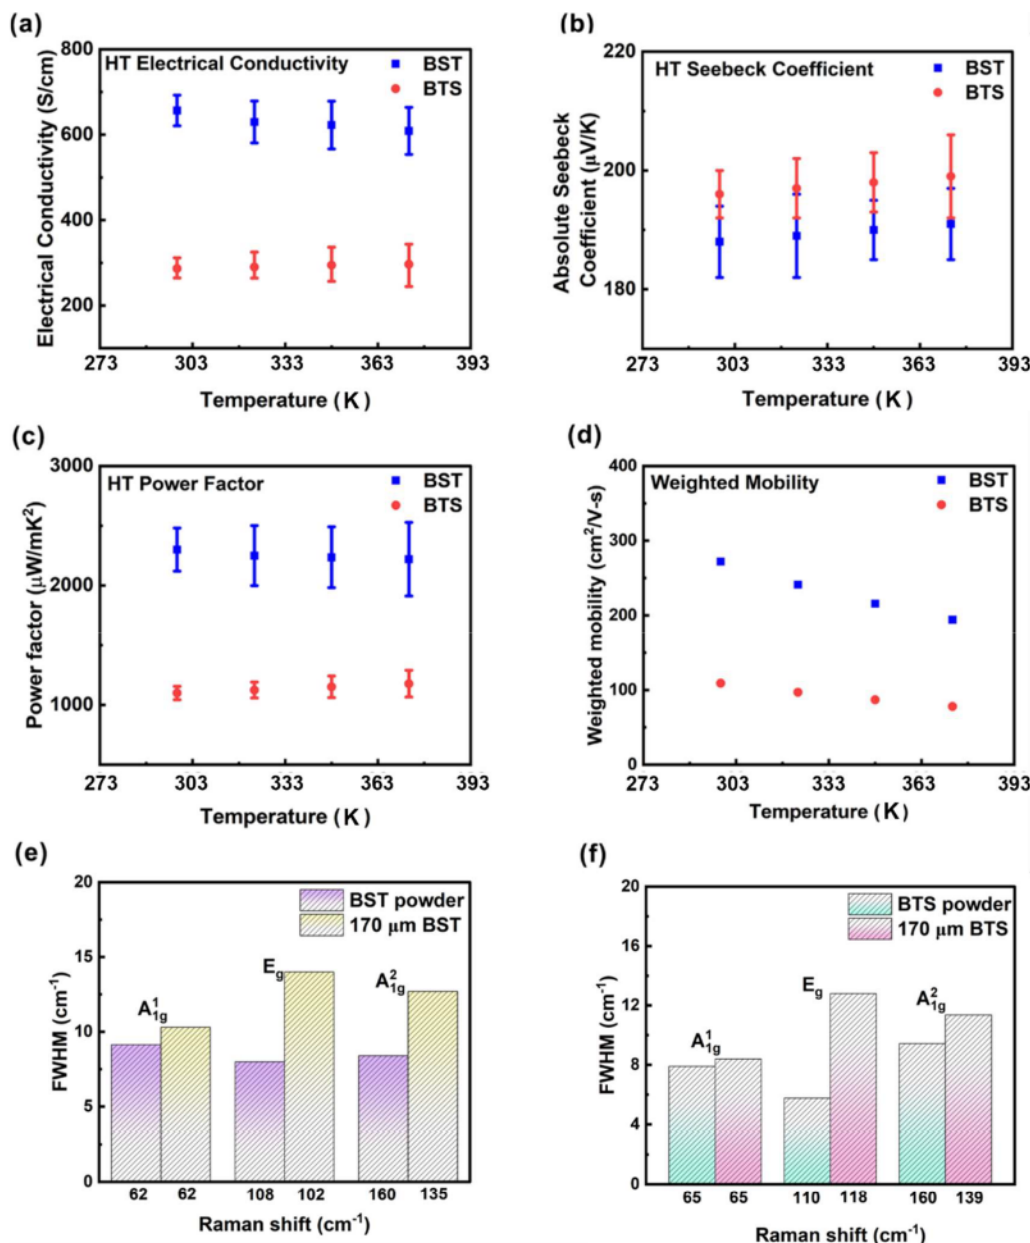 (a)
800
HT Electrical Conductivity
BST
BTS
600
400
200
Electrical Conductivity (S/cm)
273 303 333 363 393
Temperature (K)
(b)
220
HT Seebeck Coefficient
BST
BTS
200
180
Absolute Seebeck
Coefficient (μV/K)
273 303 333 363 393
Temperature (K)
(c)
3000
HT Power Factor
BST
BTS
2000
1000
Power factor (μW/mK²)
273 303 333 363 393
Temperature (K)
(d)
400
Weighted Mobility
BST
BTS
300
200
100
0
Weighted mobility (cm²/V-s)
273 303 333 363 393
Temperature (K)
(e)
20
BST powder
170 μm BST
15
10
5
0
FWHM (cm⁻¹)
A¹1g
Eg
A²1g
62 62 108 102 160 135
Raman shift (cm⁻¹)
(f)
20
BTS powder
170 μm BTS
16
12
8
4
0
FWHM (cm⁻¹)
A¹1g
Eg
A²1g
65 65 110 118 160 139
Raman shift (cm⁻¹)